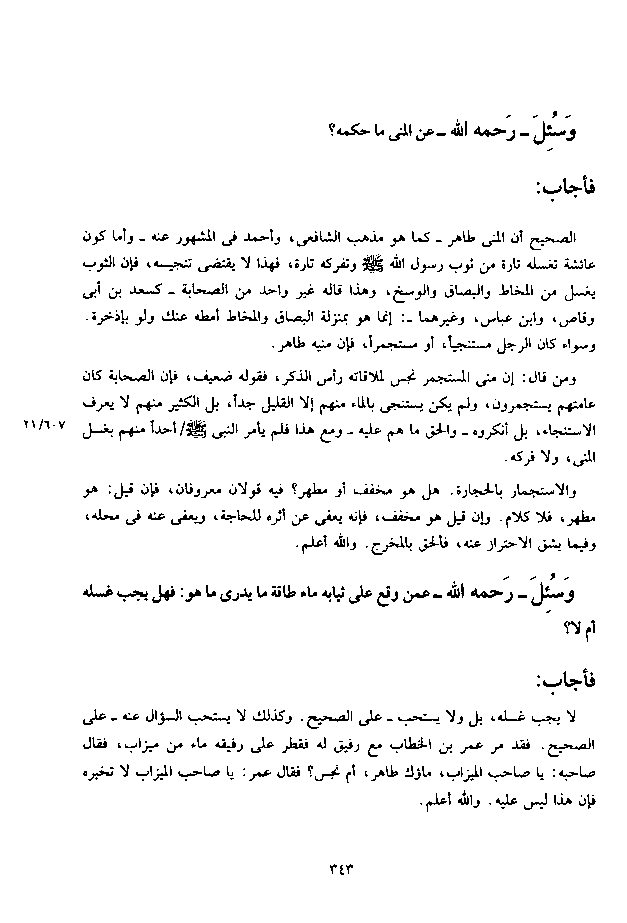 وَسُئِلَ ـ رَحمه الله ـ عن المنى ما حكمه؟
فأجاب:
الصحيح أن المنى طاهر ـ كما هو مذهب الشافعى، وأحمد فى المشهور عنه ـ وأما كون
عائشة تغسله تارة من ثوب رسول الله ﷺ وتفركه تارة، فهذا لا يقتضى تنجيسه، فإن الثوب
يغسل من المخاط والبصاق والوسخ، وهذا قاله غير واحد من الصحابة ـ كسعد بن أبى
وقاص، وابن عباس، وغيرهما ـ: إنما هو بمنزلة البصاق والمخاط أمطه عنك ولو بإذخرة.
وسواء كان الرجل مستنجياً، أو مستجمراً، فإن منيه طاهر.
ومن قال: إن منى المستجمر نجس لملاقاته رأس الذكر، فقوله ضعيف، فإن الصحابة كان
عامتهم يستجمرون، ولم يكن يستنجى بالماء منهم إلا القليل جداً، بل الكثير منهم لا يعرف
الاستنجاء، بل أنكروه ـ والحق ما هم عليه ـ ومع هذا فلم يأمر النبى ﷺ/ أحداً منهم بغسل ٢١/٦٠٧
المنى، ولا فركه.
والاستجمار بالحجارة. هل هو مخفف أو مطهر؟ فيه قولان معروفان، فإن قيل: هو
مطهر، فلا كلام. وإن قيل هو مخفف، فإنه يعفى عن أثره للحاجة، ويعفى عنه فى محله،
وفيما يشق الاحتراز عنه، فألحق بالمخرج. والله أعلم.
وَسُئِلَ ـ رَحمه الله ـ عمن وقع على ثيابه ماء طاقة ما يدرى ما هو: فهل يجب غسله
أم لا؟
فأجاب:
لا يجب غسله، بل ولا يستحب ـ على الصحيح. وكذلك لا يستحب السؤال عنه ـ على
الصحيح. فقد مر عمر بن الخطاب مع رفيق له فقطر على رفيقه ماء من ميزاب، فقال
صاحبه: يا صاحب الميزاب، ماؤك طاهر، أم نجس؟ فقال عمر: يا صاحب الميزاب لا تخبره
فإن هذا ليس عليه. والله أعلم.
٣٤٣